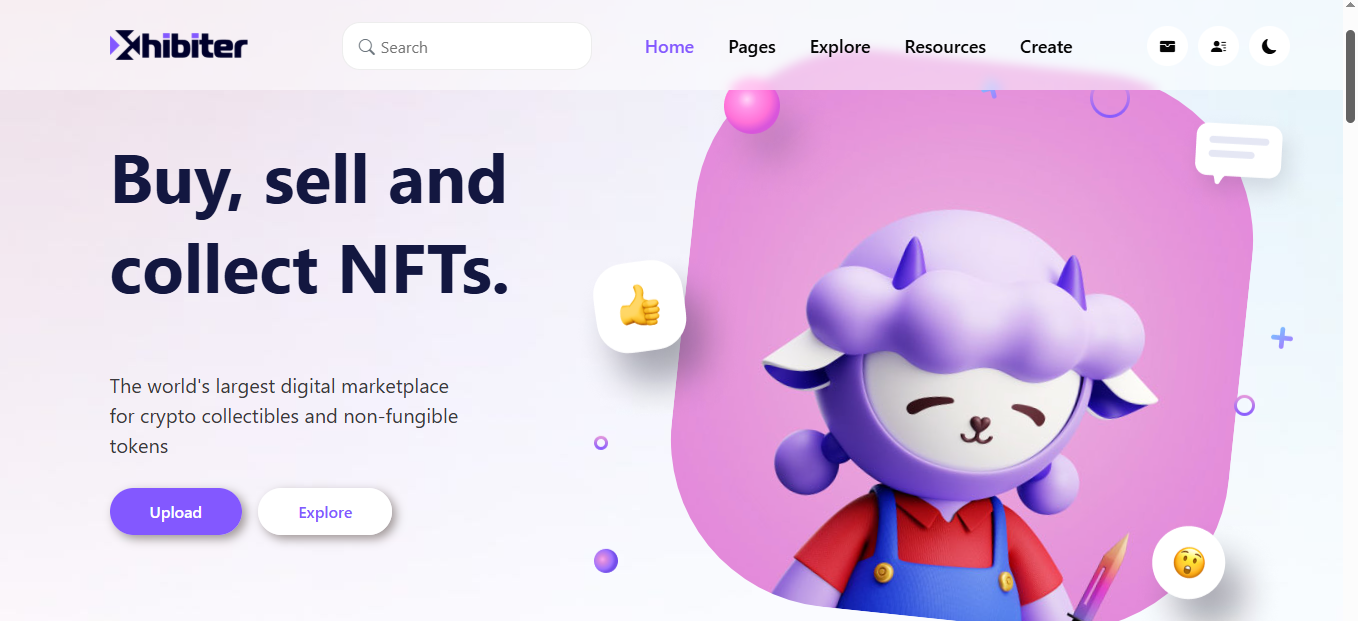 Xhibiter
Search
Home
Pages
Explore
Resources
Create
Buy, sell and
collect NFTs.
The world's largest digital marketplace
for crypto collectibles and non-fungible
tokens
Upload
Explore